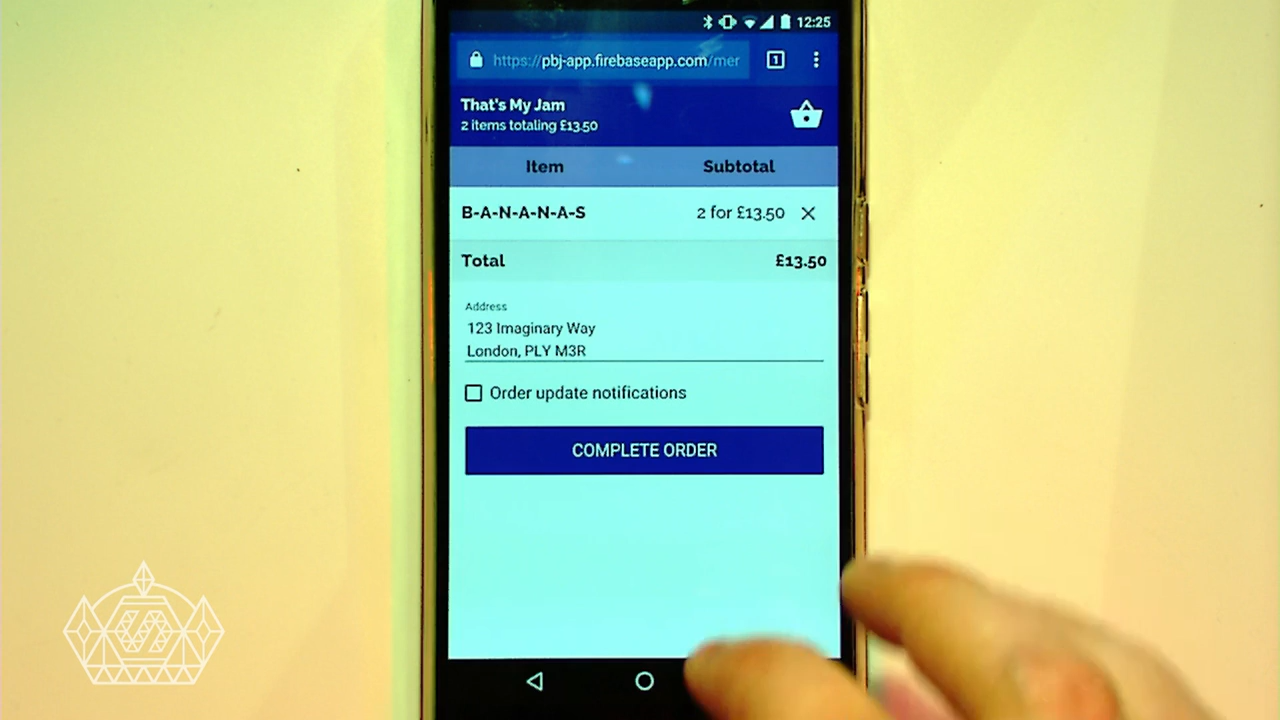 12:25
https://pbj-app.firebaseapp.com/mer
1
That's My Jam
2 items totaling £13.50
Item Subtotal
B-A-N-A-N-A-S 2 for £13.50
Total £13.50
Address
123 Imaginary Way
London, PLY M3R
Order update notifications
COMPLETE ORDER